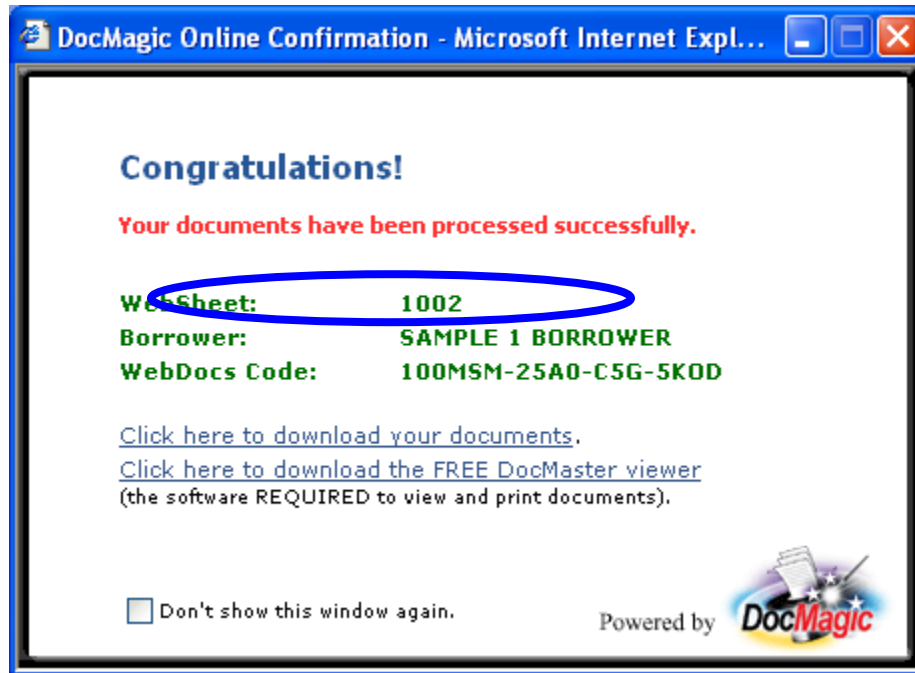 DocMagic Online Confirmation - Microsoft Internet Expl...
Congratulations!
Your documents have been processed successfully.
WebSheet: 1002
Borrower: SAMPLE 1 BORROWER
WebDocs Code: 100MSM-25A0-C5G-5KOD
Click here to download your documents.
Click here to download the FREE DocMaster viewer
(the software REQUIRED to view and print documents).
Don't show this window again.
Powered by DocMagic